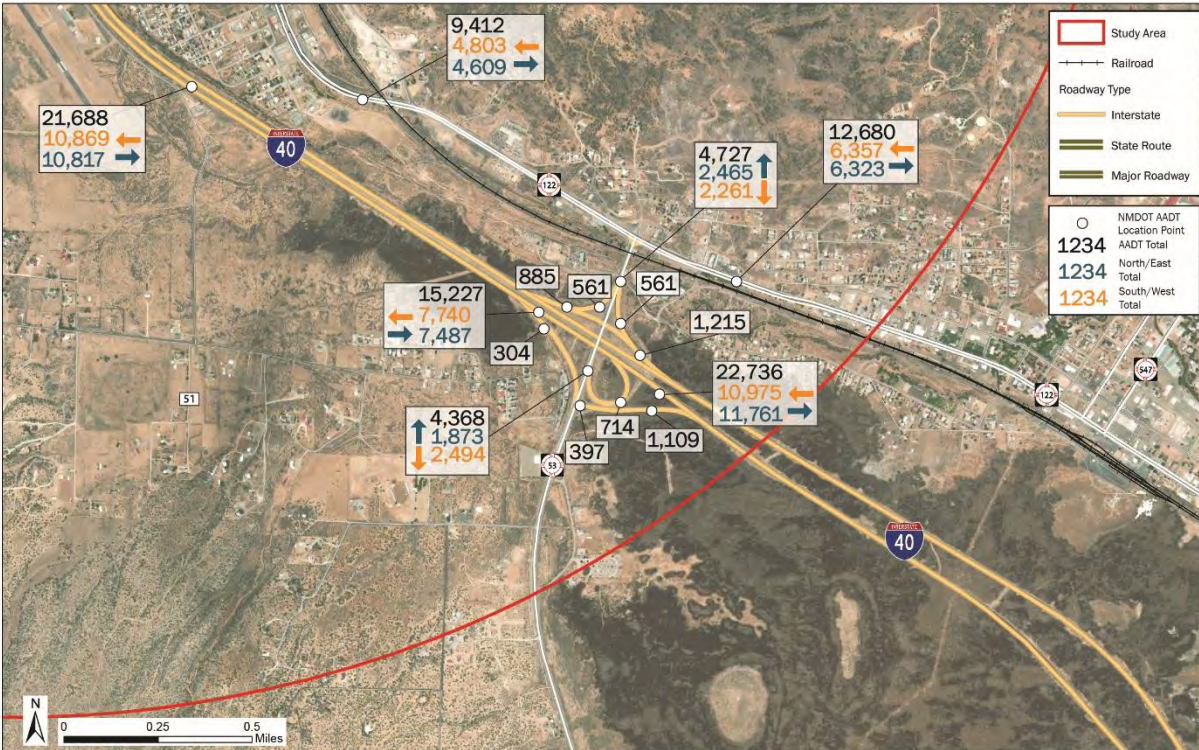 9,412
4,803
4,609
21,688
10,869
10,817
INTERSTATE
40
122
4,727
2,465
2,261
12,680
6,357
6,323
885
561
561
15,227
7,740
7,487
304
1,215
22,736
10,975
11,761
51
4,368
1,873
2,494
397
714
1,109
53
547
122
INTERSTATE
40
Study Area
Railroad
Roadway Type
Interstate
State Route
Major Roadway
NMDOT AADT
Location Point
1234 AADT Total
1234 North/East
Total
1234 South/West
Total
N
0 0.25 0.5
Miles